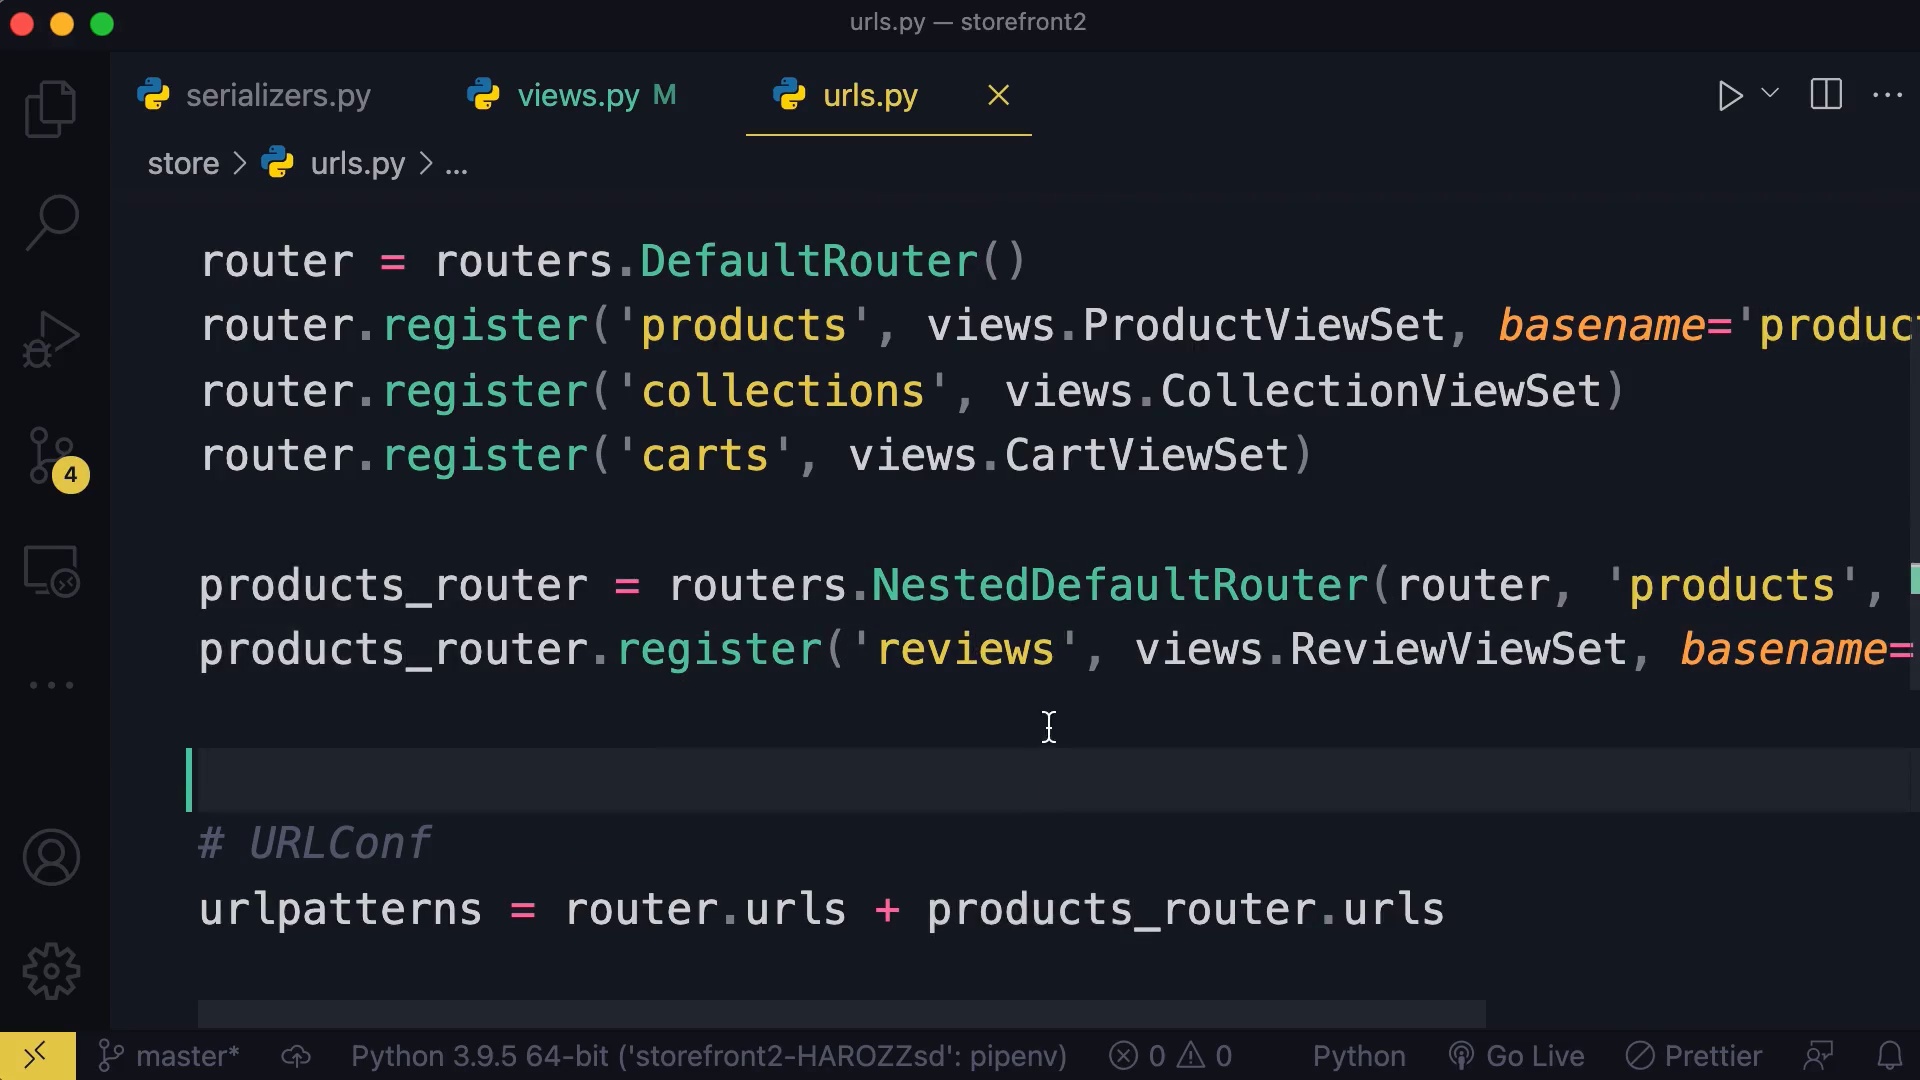 urls.py — storefront2
serializers.py
views.py M
urls.py
store > urls.py > ...
router = routers.DefaultRouter()
router.register('products', views.ProductViewSet, basename='produc
router.register('collections', views.CollectionViewSet)
router.register('carts', views.CartViewSet)
products_router = routers.NestedDefaultRouter(router, 'products',
products_router.register('reviews', views.ReviewViewSet, basename=
# URLConf
urlpatterns = router.urls + products_router.urls
4
master* Python 3.9.5 64-bit ('storefront2-HAROZZsd': pipenv) 0 0 Python Go Live Prettier